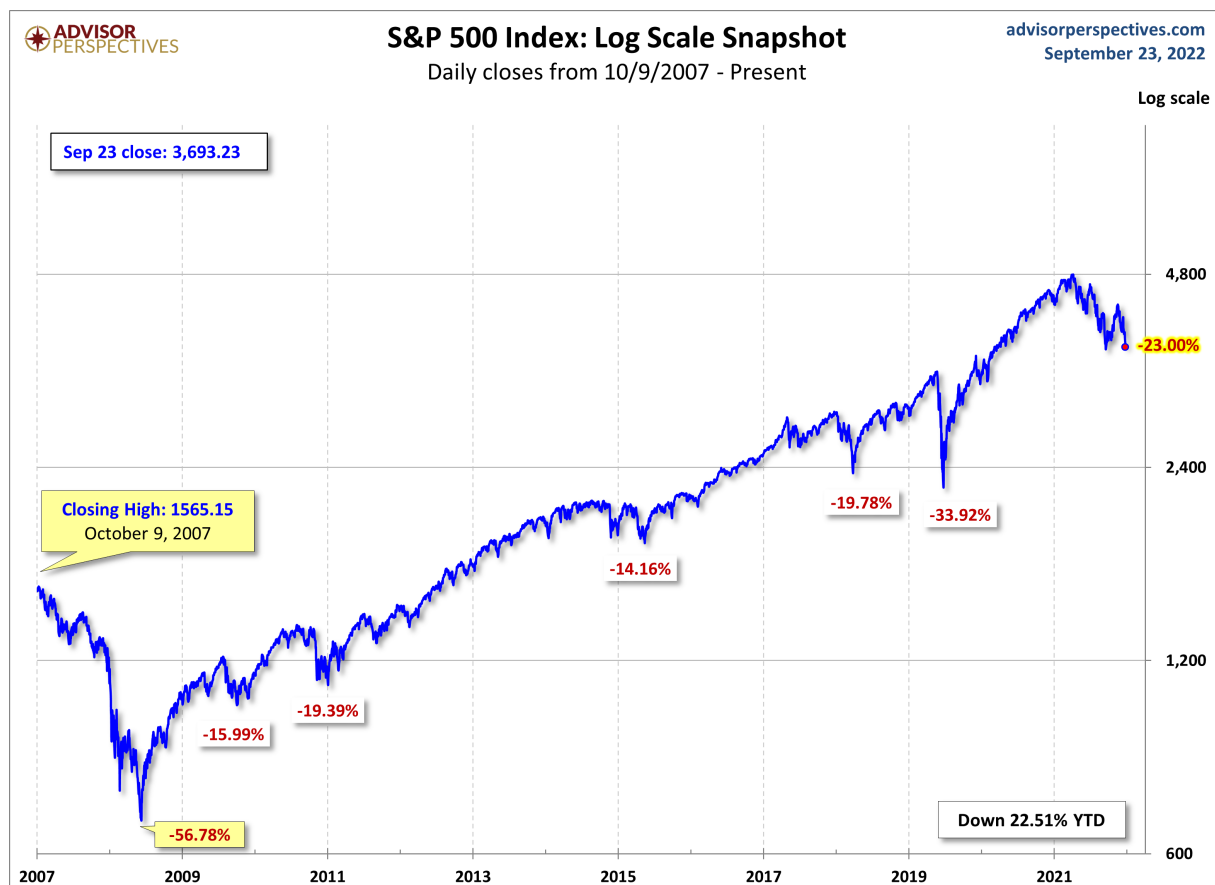 ADVISOR
PERSPECTIVES
S&P 500 Index: Log Scale Snapshot
Daily closes from 10/9/2007 - Present
advisorperspectives.com
September 23, 2022
Log scale
Sep 23 close: 3,693.23
4,800
-23.00%
2,400
Closing High: 1565.15
October 9, 2007
-19.78%
-33.92%
-14.16%
1,200
-19.39%
-15.99%
Down 22.51% YTD
-56.78%
600
2007 2009 2011 2013 2015 2017 2019 2021